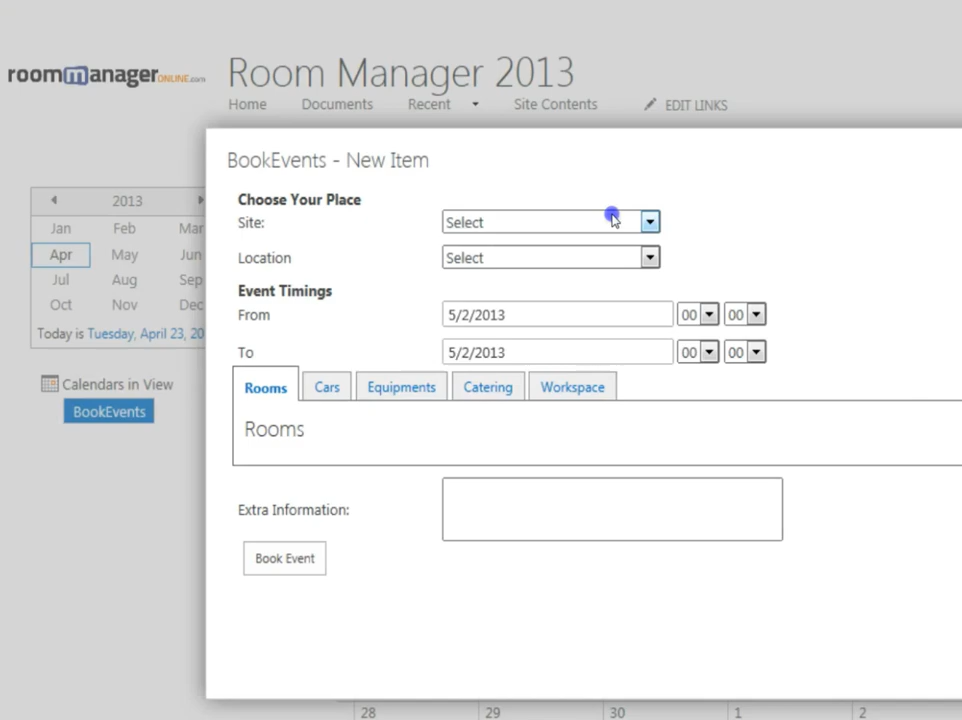 roommanagerONLINE.com
Room Manager 2013
Home Documents Recent Site Contents EDIT LINKS
BookEvents - New Item
Choose Your Place
Site: Select
Location Select
Event Timings
From 5/2/2013 00 00
To 5/2/2013 00 00
Rooms Cars Equipments Catering Workspace
Rooms
Extra Information:
Book Event
2013
Jan Feb Mar
Apr May Jun
Jul Aug Sep
Oct Nov Dec
Today is Tuesday, April 23, 20
Calendars in View
BookEvents
28 29 30 1 2